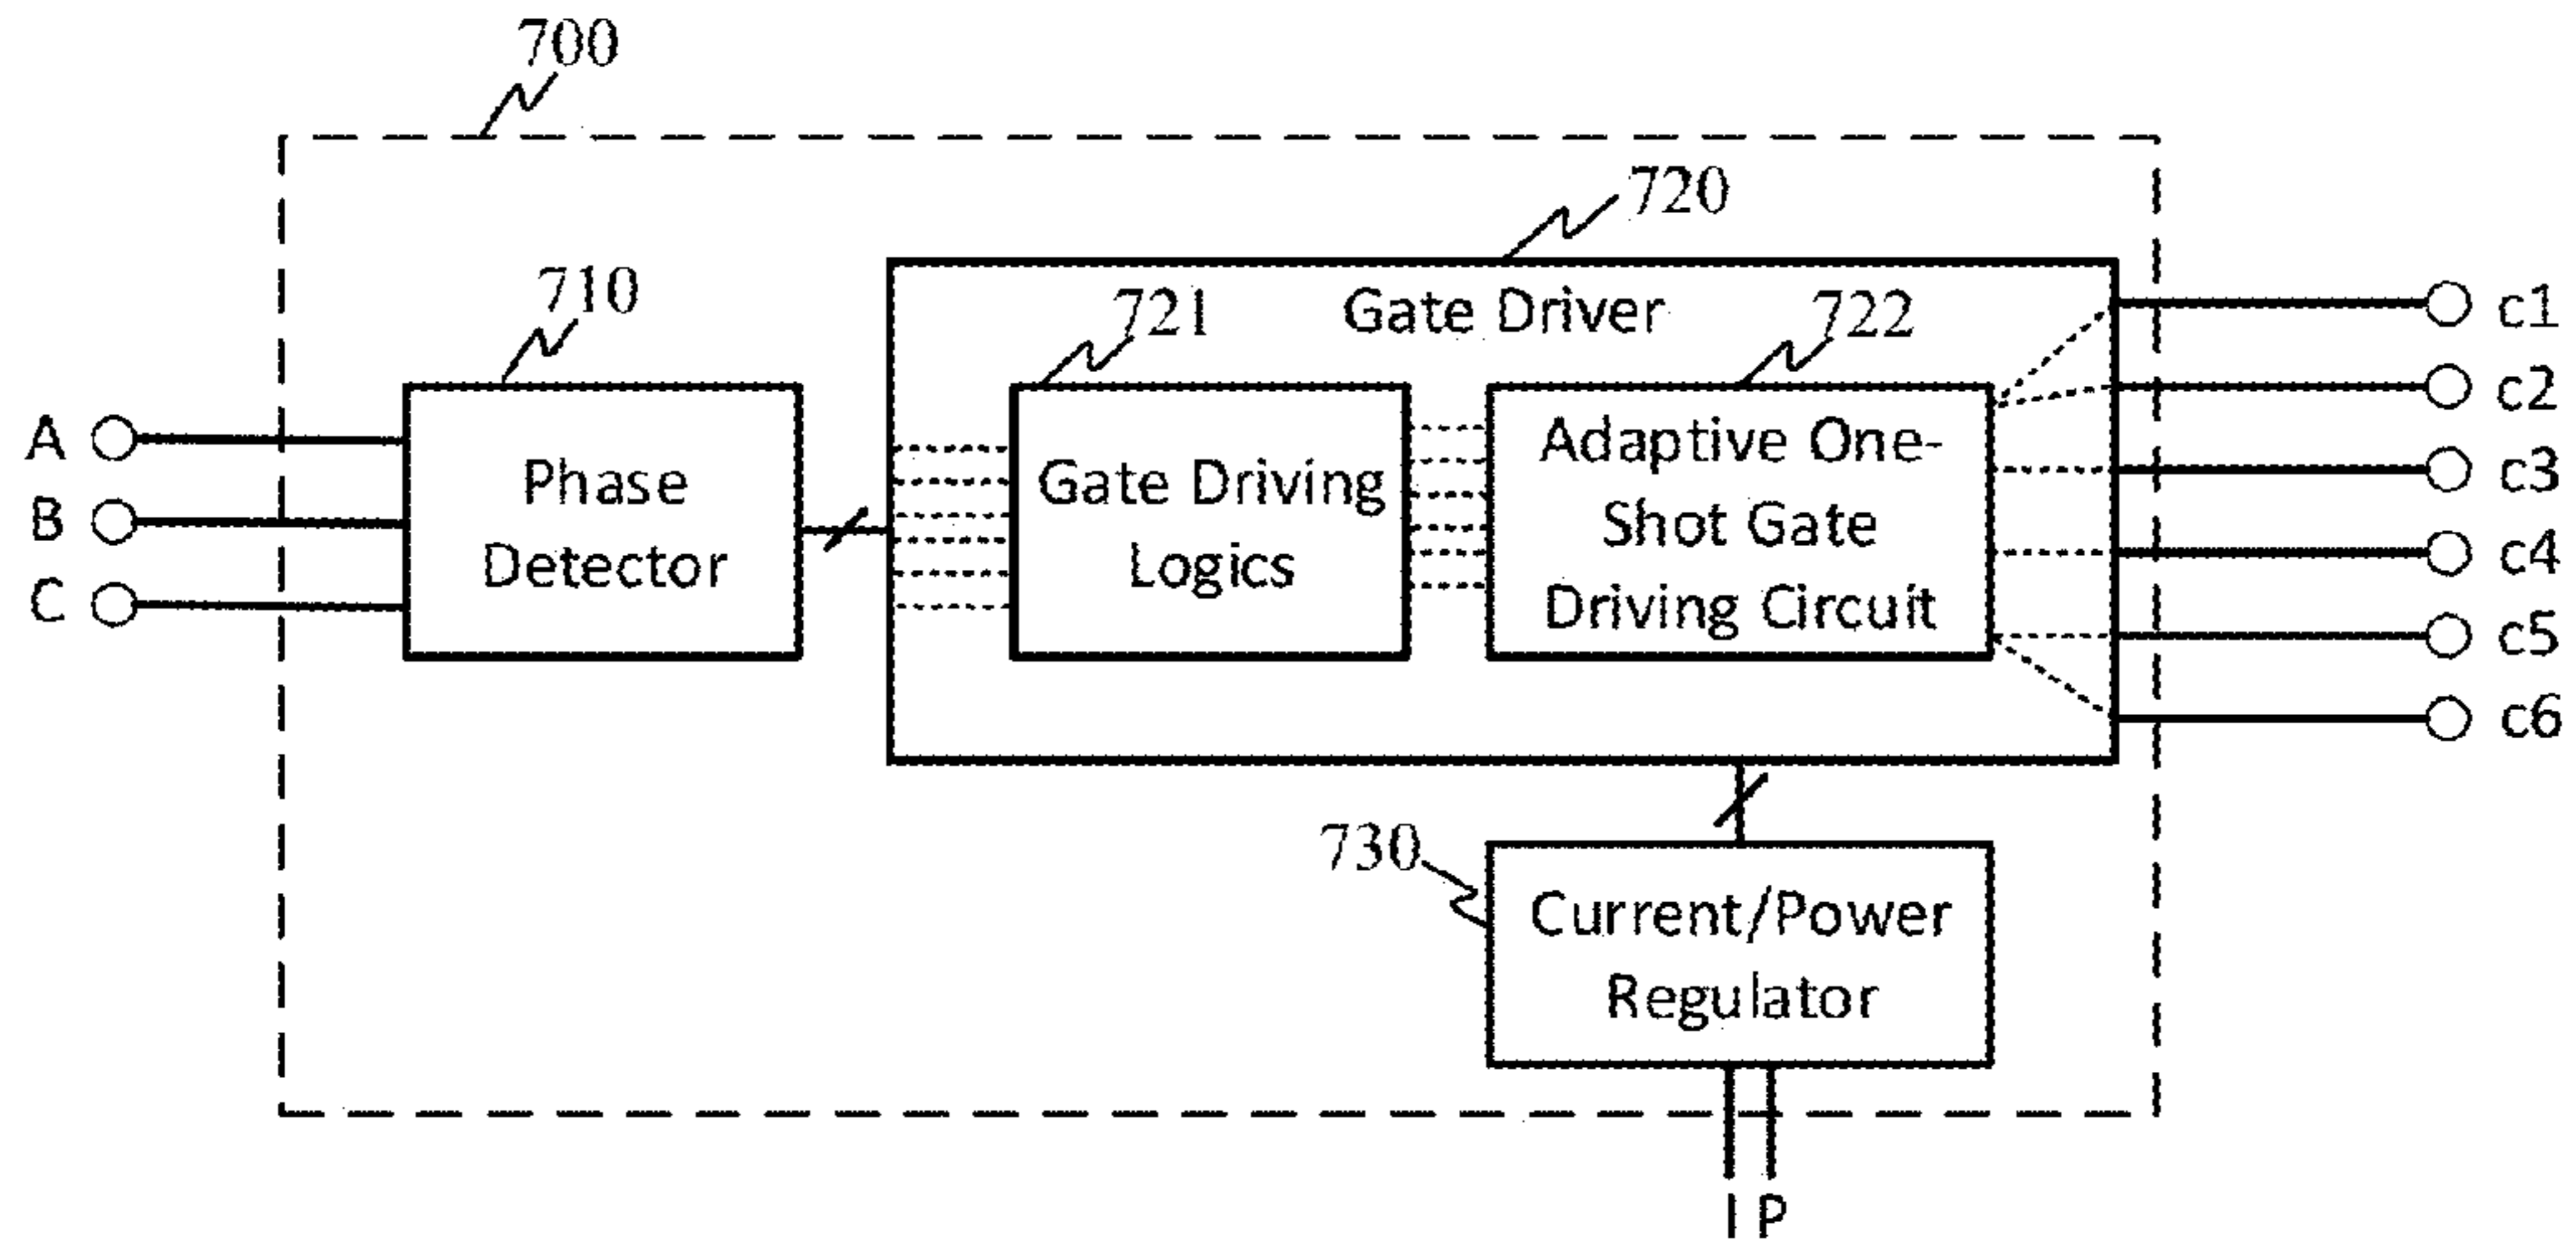 700
720
710
721
Gate Driver
722
c1
c2
A
Phase
Detector
Gate Driving
Logics
Adaptive One-
Shot Gate
Driving Circuit
c3
B
c4
C
c5
c6
730
Current/Power
Regulator
I P